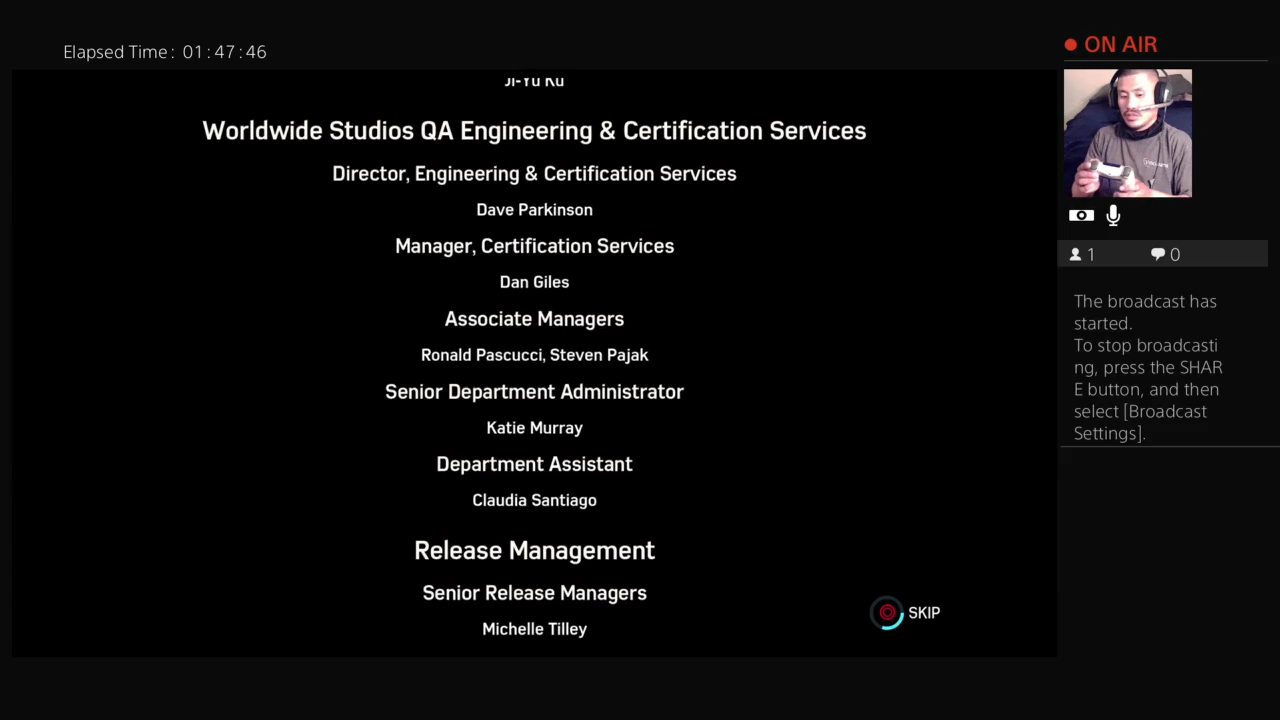 Elapsed Time: 01:47:46
ON AIR
Ji-Yu Ku
Worldwide Studios QA Engineering & Certification Services
Director, Engineering & Certification Services
Dave Parkinson
Manager, Certification Services
Dan Giles
Associate Managers
Ronald Pascucci, Steven Pajak
Senior Department Administrator
Katie Murray
Department Assistant
Claudia Santiago
Release Management
Senior Release Managers
Michelle Tilley
SKIP
1
0
The broadcast has
started.
To stop broadcasti
ng, press the SHAR
E button, and then
select [Broadcast
Settings].